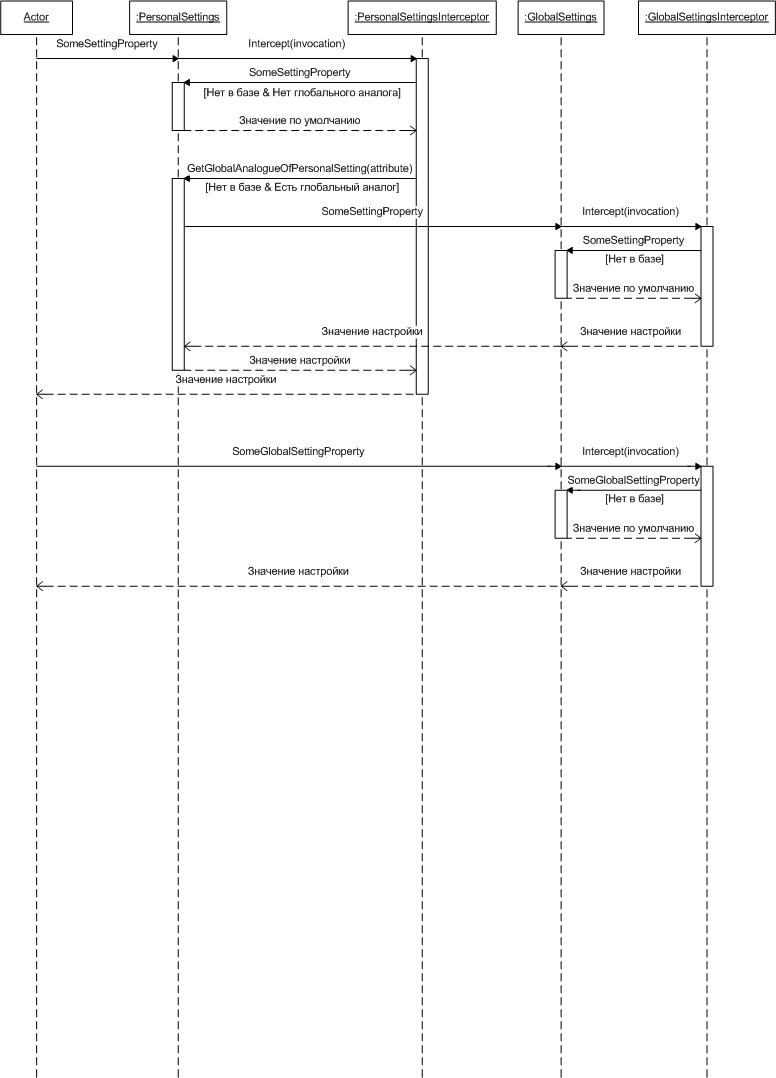 Actor
:PersonalSettings
:PersonalSettingsInterceptor
:GlobalSettings
:GlobalSettingsInterceptor
SomeSettingProperty
Intercept(invocation)
SomeSettingProperty
[Нет в базе & Нет глобального аналога]
Значение по умолчанию
GetGlobalAnalogueOfPersonalSetting(attribute)
[Нет в базе & Есть глобальный аналог]
SomeSettingProperty
Intercept(invocation)
SomeSettingProperty
[Нет в базе]
Значение по умолчанию
Значение настройки
Значение настройки
Значение настройки
Значение настройки
SomeGlobalSettingProperty
Intercept(invocation)
SomeGlobalSettingProperty
[Нет в базе]
Значение по умолчанию
Значение настройки
Значение настройки